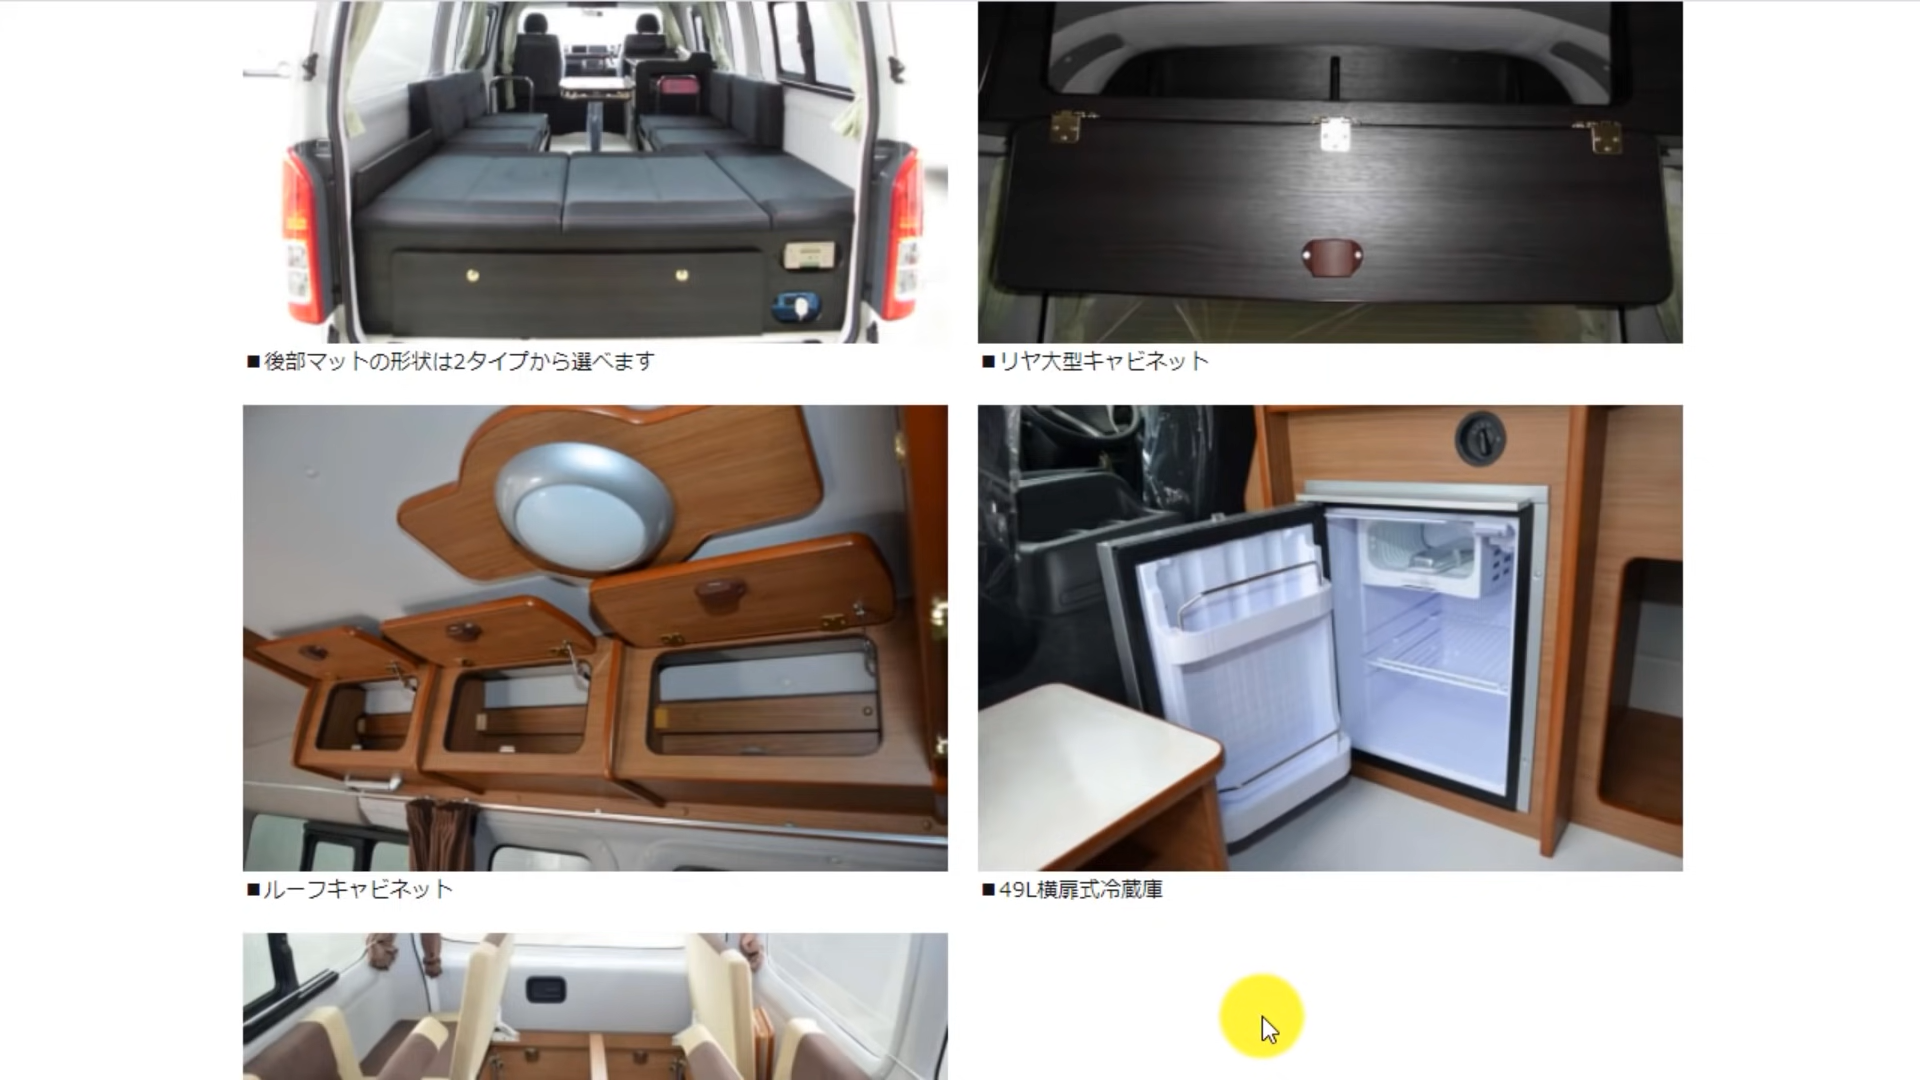 ■後部マットの形状は2タイプから選べます
■リヤ大型キャビネット
■ルーフキャビネット
■49L横扉式冷蔵庫